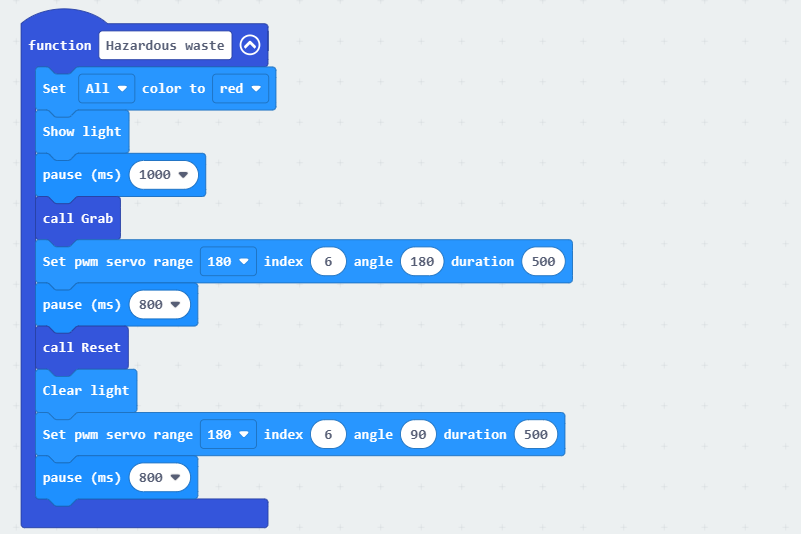 function Hazardous waste
Set All color to red
Show light
pause (ms) 1000
call Grab
Set pwm servo range 180 index 6 angle 180 duration 500
pause (ms) 800
call Reset
Clear light
Set pwm servo range 180 index 6 angle 90 duration 500
pause (ms) 800